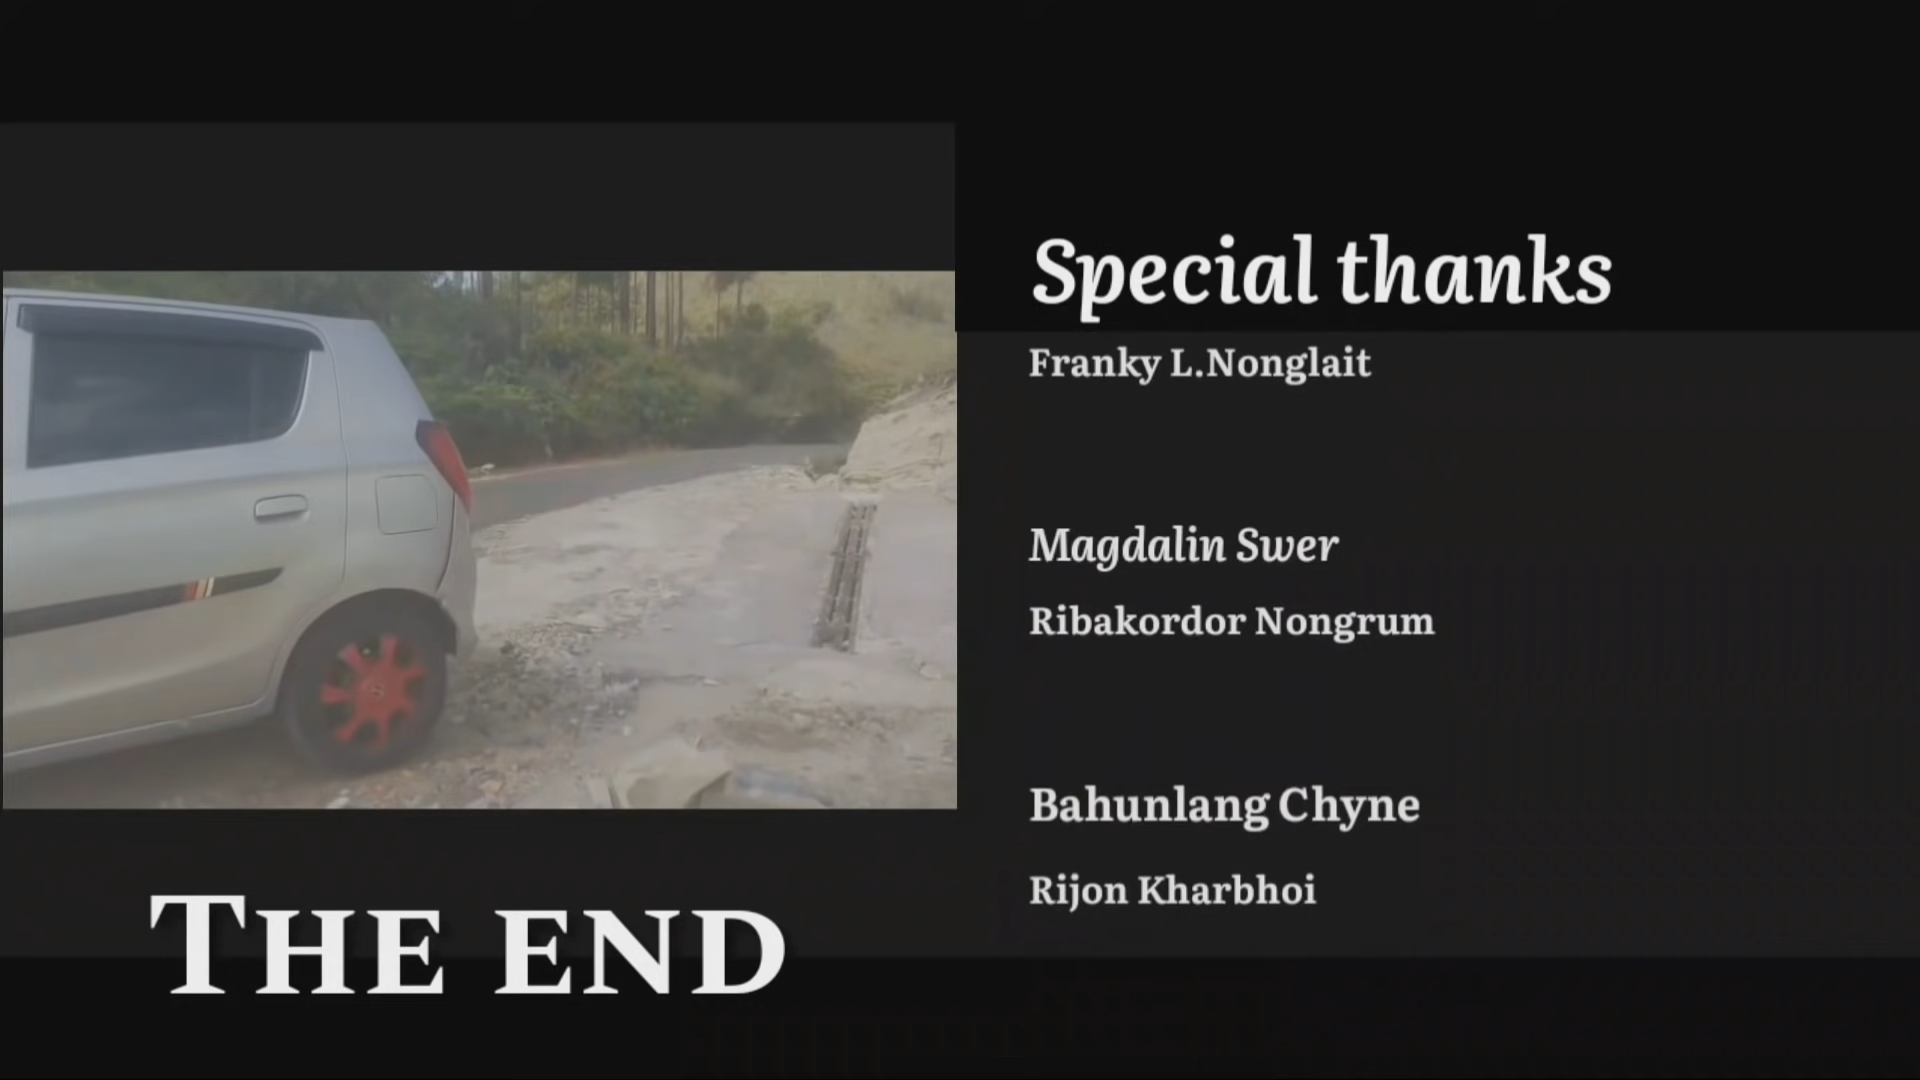 Special thanks
Franky L.Nonglait
Magdalin Swer
Ribakordor Nongrum
Bahunlang Chyne
Rijon Kharbhoi
THE END